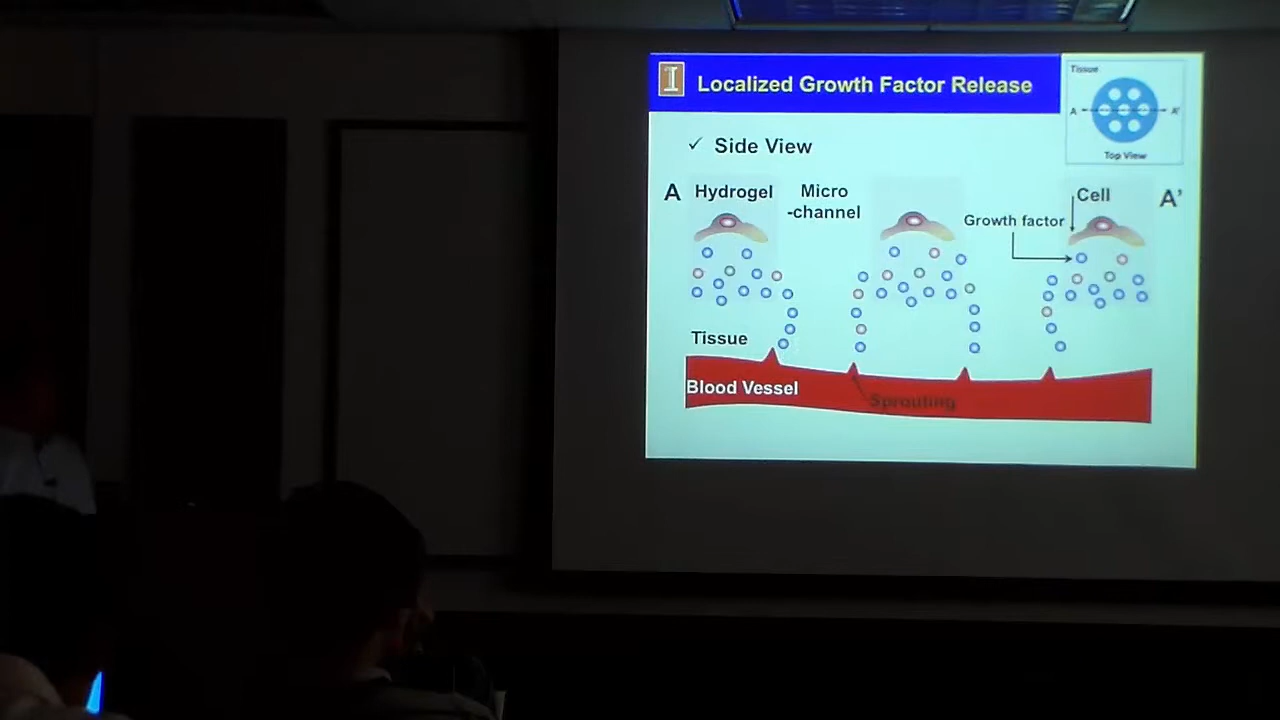 I
Localized Growth Factor Release
Tissue
A
A'
Top View
✓ Side View
A
Hydrogel
Micro
-channel
Cell
A’
Growth factor
Tissue
Blood Vessel
Sprouting